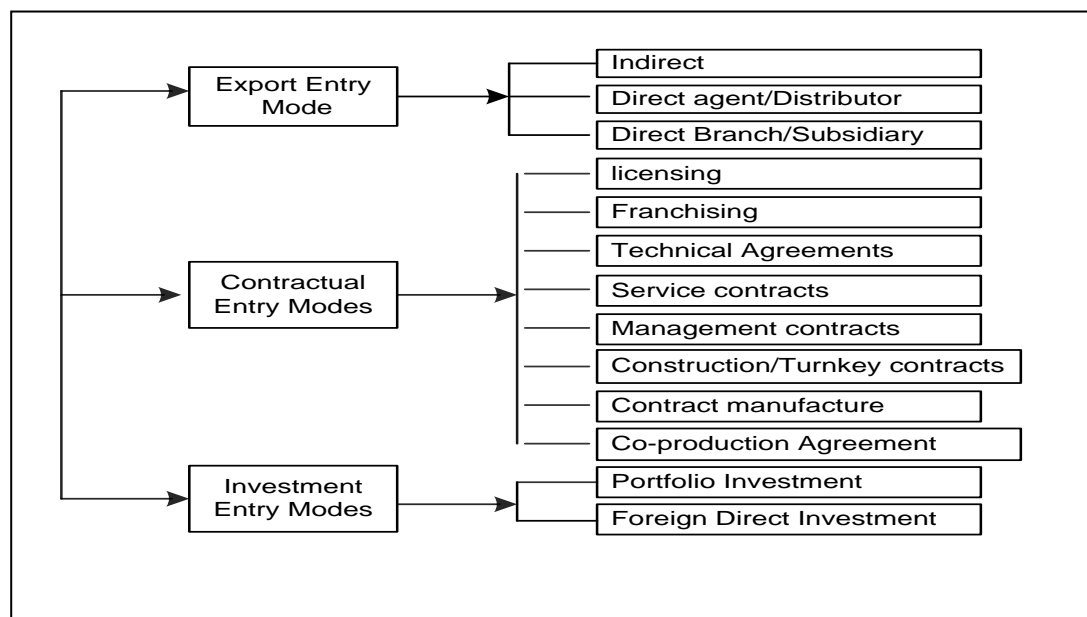 Export Entry
Mode
Indirect
Direct agent/Distributor
Direct Branch/Subsidiary
Contractual
Entry Modes
licensing
Franchising
Technical Agreements
Service contracts
Management contracts
Construction/Turnkey contracts
Contract manufacture
Co-production Agreement
Investment
Entry Modes
Portfolio Investment
Foreign Direct Investment